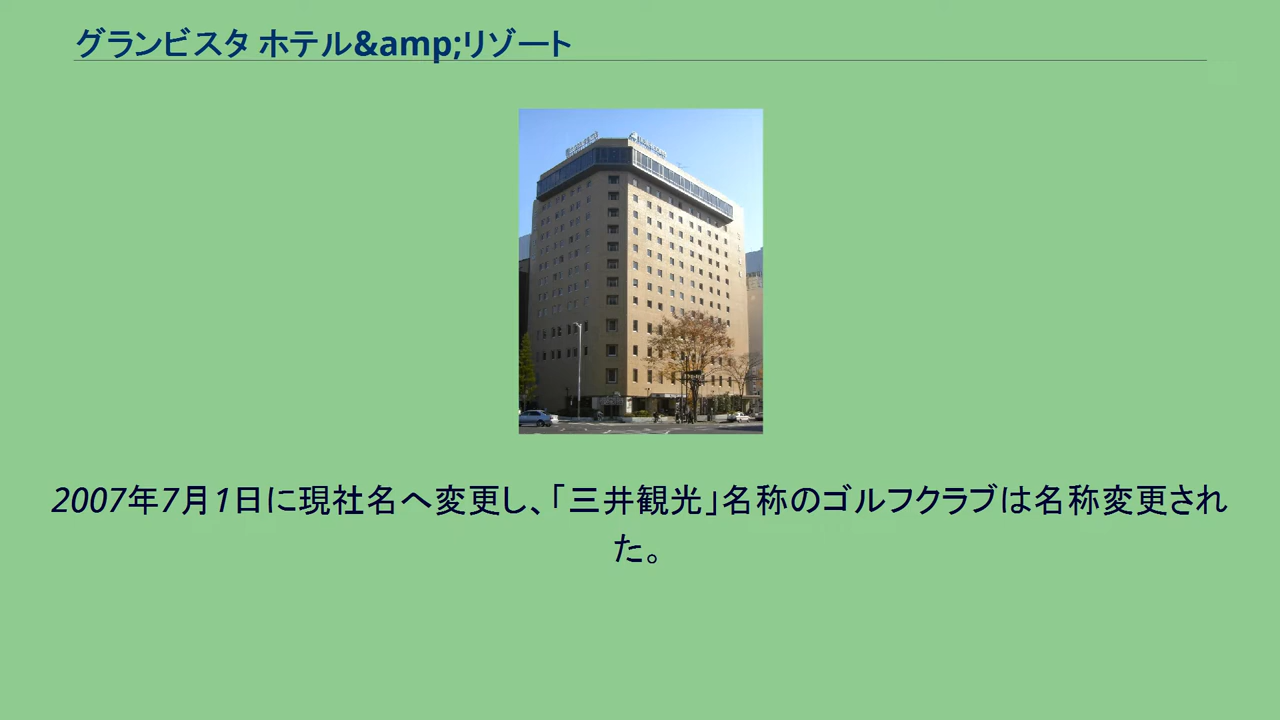 グランビスタ ホテル&amp;リゾート
2007年7月1日に現社名へ変更し、「三井観光」名称のゴルフクラブは名称変更され
た。